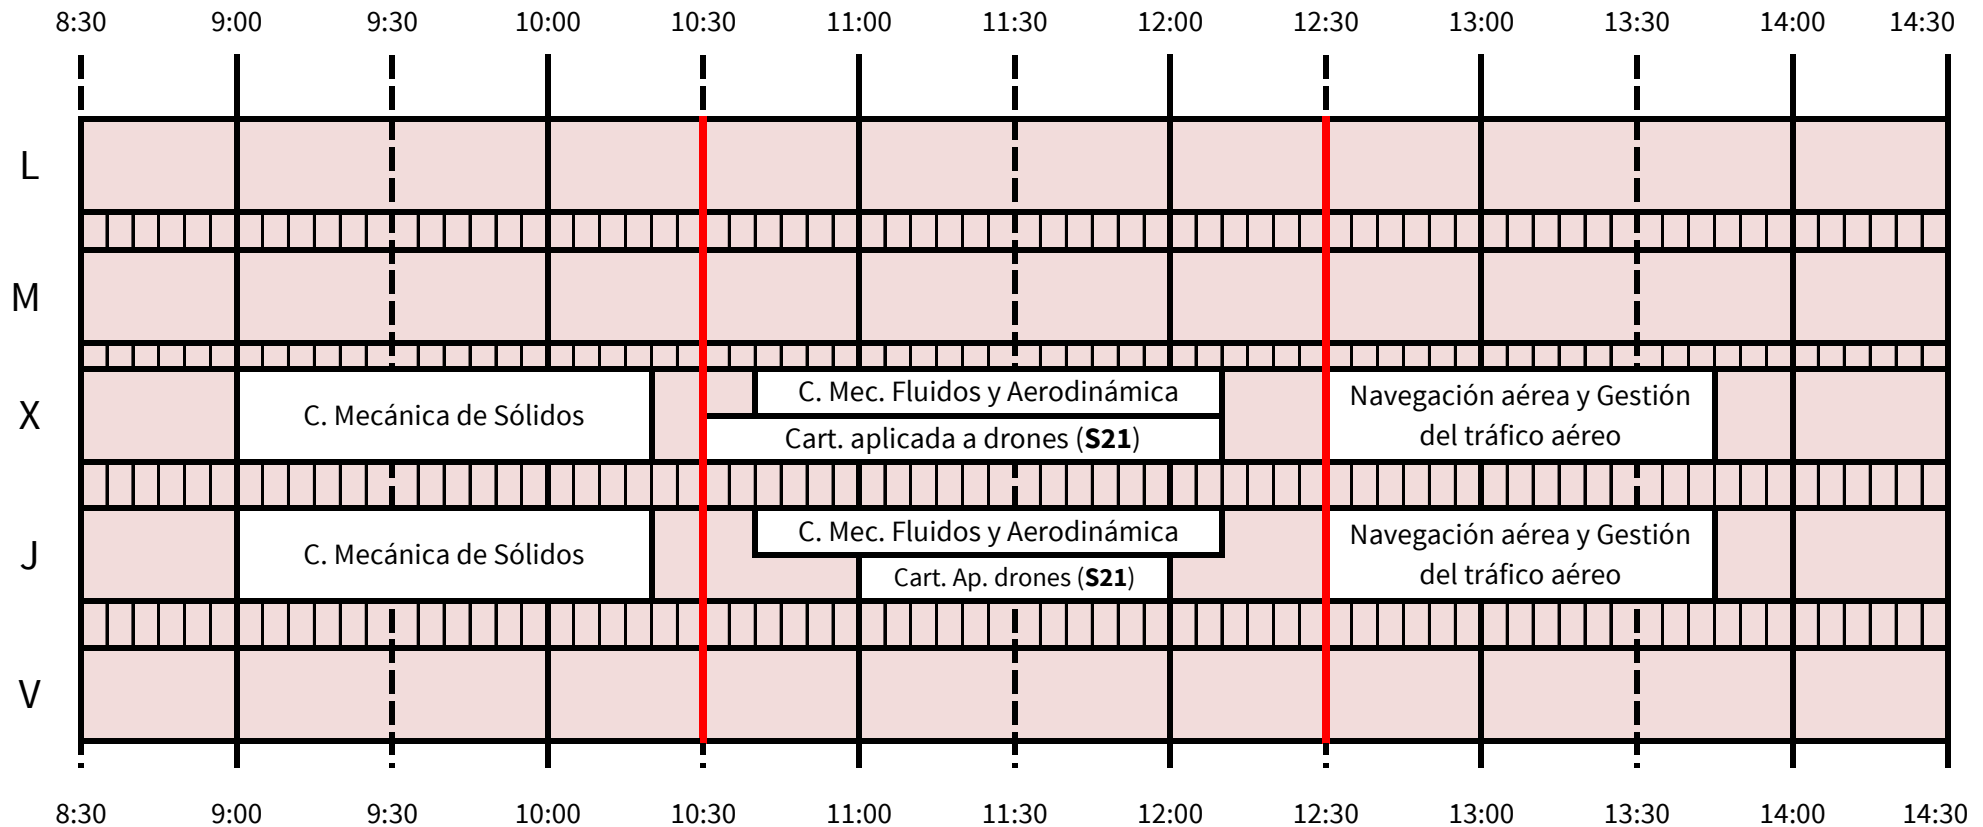 8:30 9:00 9:30 10:00 10:30 11:00 11:30 12:00 12:30 13:00 13:30 14:00 14:30
L
M
X
C. Mecánica de Sólidos
C. Mec. Fluidos y Aerodinámica
Cart. aplicada a drones (S21)
Navegación aérea y Gestión
del tráfico aéreo
J
C. Mecánica de Sólidos
C. Mec. Fluidos y Aerodinámica
Cart. Ap. drones (S21)
Navegación aérea y Gestión
del tráfico aéreo
V
8:30 9:00 9:30 10:00 10:30 11:00 11:30 12:00 12:30 13:00 13:30 14:00 14:30